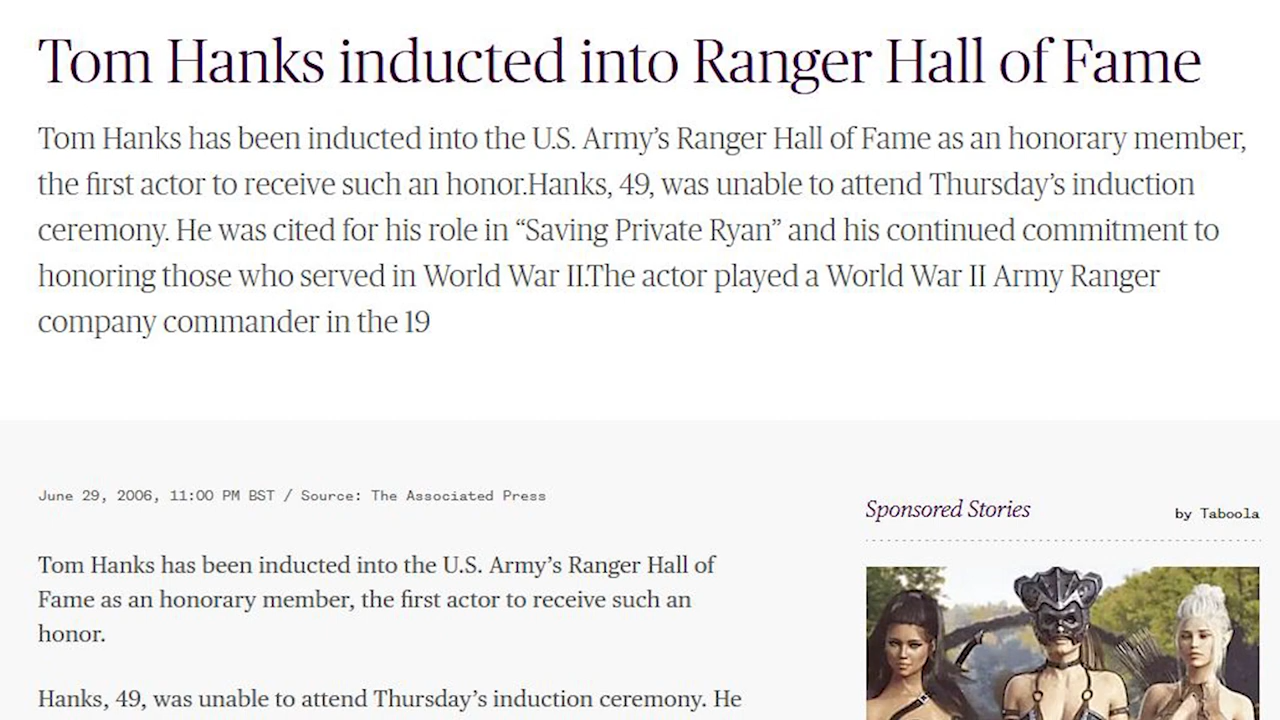 Tom Hanks inducted into Ranger Hall of Fame
Tom Hanks has been inducted into the U.S. Army’s Ranger Hall of Fame as an honorary member,
the first actor to receive such an honor.Hanks, 49, was unable to attend Thursday’s induction
ceremony. He was cited for his role in “Saving Private Ryan” and his continued commitment to
honoring those who served in World War II.The actor played a World War II Army Ranger
company commander in the 19
June 29, 2006, 11:00 PM BST / Source: The Associated Press
Tom Hanks has been inducted into the U.S. Army’s Ranger Hall of
Fame as an honorary member, the first actor to receive such an
honor.
Hanks, 49, was unable to attend Thursday’s induction ceremony. He
Sponsored Stories
by Taboola